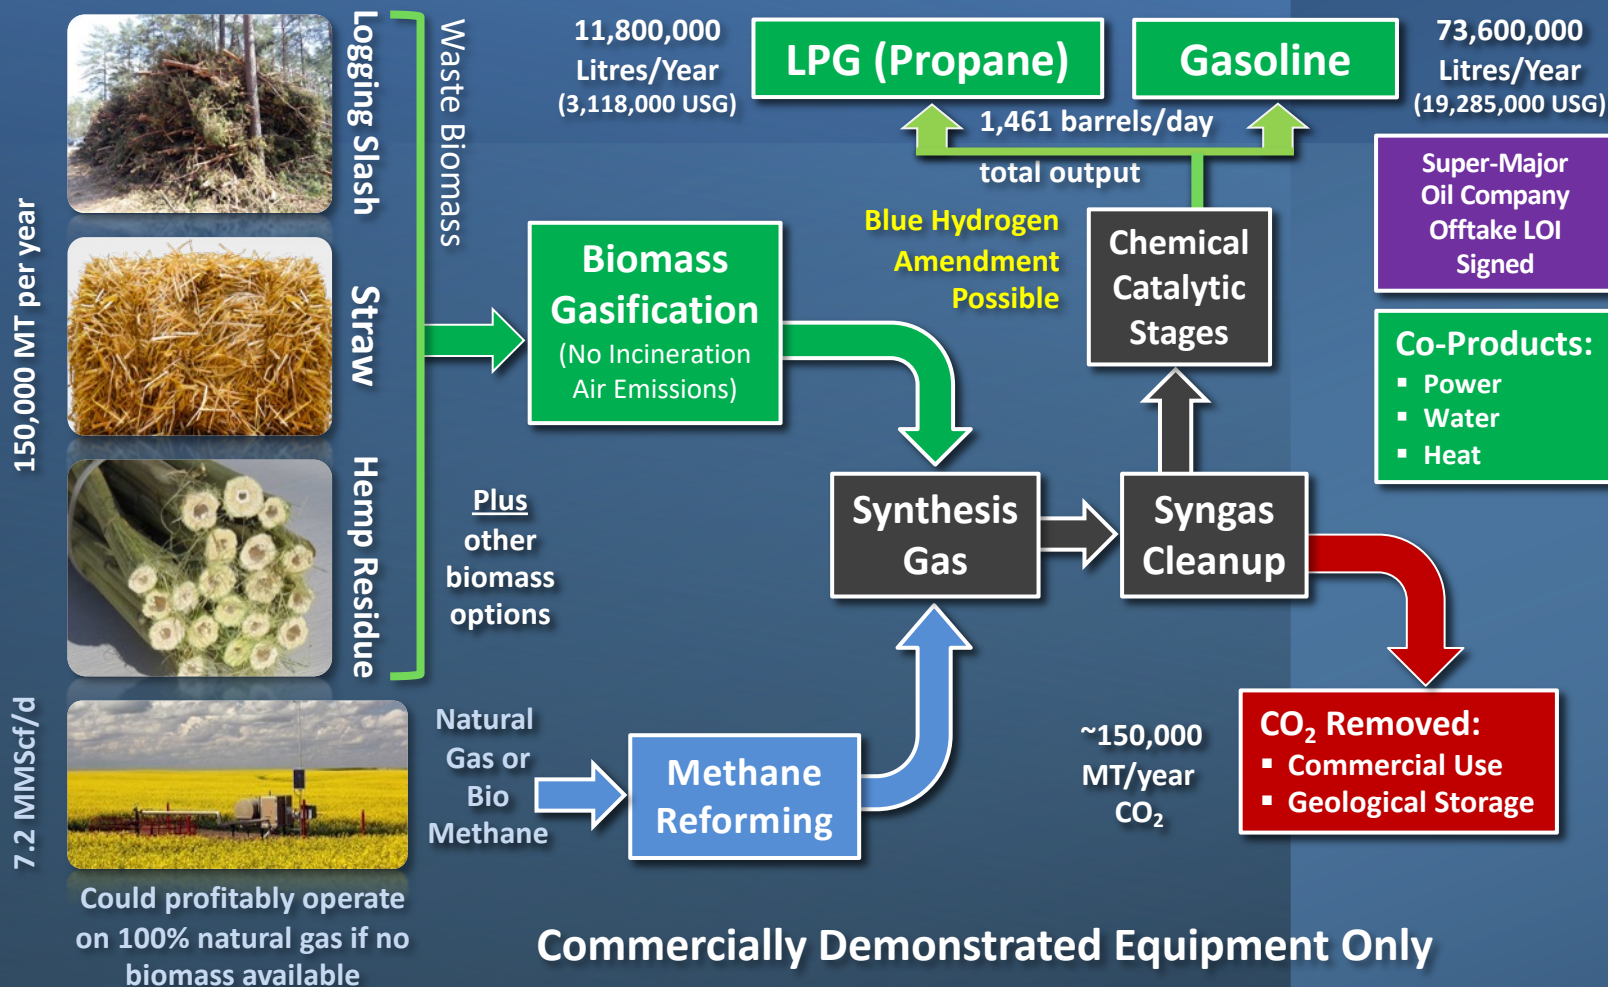 150,000 MT per year
7.2 MMScf/d
Logging Slash
Straw
Hemp Residue
Waste Biomass
Plus
other
biomass
options
Natural
Gas or
Bio
Methane
Could profitably operate
on 100% natural gas if no
biomass available
Biomass
Gasification
(No Incineration
Air Emissions)
Methane
Reforming
Synthesis
Gas
Syngas
Cleanup
Chemical
Catalytic
Stages
Blue Hydrogen
Amendment
Possible
11,800,000
Litres/Year
(3,118,000 USG)
LPG (Propane)
Gasoline
73,600,000
Litres/Year
(19,285,000 USG)
1,461 barrels/day
total output
Super-Major
Oil Company
Offtake LOI
Signed
Co-Products:
▪ Power
▪ Water
▪ Heat
~150,000
MT/year
CO₂
CO₂ Removed:
▪ Commercial Use
▪ Geological Storage
Commercially Demonstrated Equipment Only